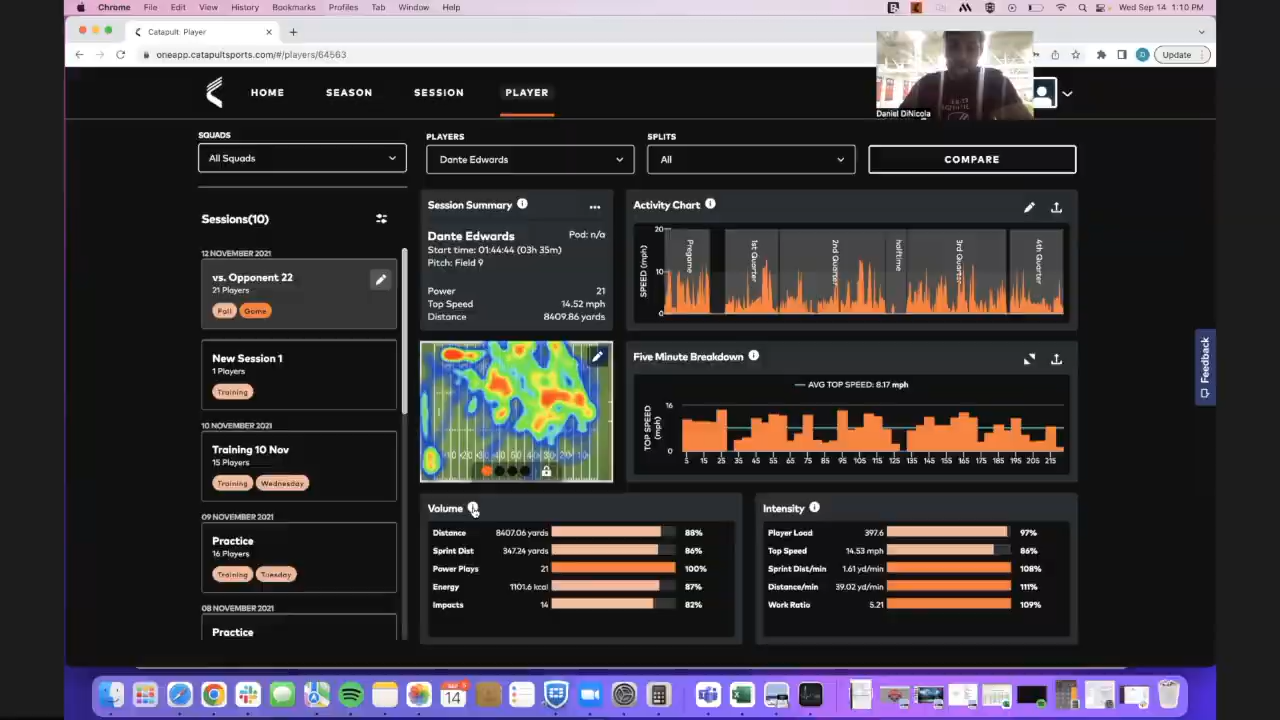 Chrome File Edit View History Bookmarks Profiles Tab Window Help Wed Sep 14 1:10 PM
Catapult: Player
oneapp.catapultsports.com/#/players/64563 Update
HOME SEASON SESSION PLAYER
Daniel DiNicola
SQUADS
All Squads
PLAYERS
Dante Edwards
SPLITS
All
COMPARE
Sessions(10)
12 NOVEMBER 2021
vs. Opponent 22
21 Players
Fall Game
New Session 1
1 Players
Training
10 NOVEMBER 2021
Training 10 Nov
15 Players
Training Wednesday
09 NOVEMBER 2021
Practice
16 Players
Training Tuesday
08 NOVEMBER 2021
Practice
Session Summary
Dante Edwards Pod: n/a
Start time: 01:44:44 (03h 35m)
Pitch: Field 9
Power 21
Top Speed 14.52 mph
Distance 8409.86 yards
Activity Chart
SPEED (mph)
20
10
0
Pregame 1st Quarter 2nd Quarter halftime 3rd Quarter 4th Quarter
Five Minute Breakdown
AVG TOP SPEED: 8.17 mph
TOP SPEED (mph)
16
0
5 15 25 35 45 55 65 75 85 95 105 115 125 135 145 155 165 175 185 195 205 215
Volume
Distance 8407.06 yards 88%
Sprint Dist 347.24 yards 86%
Power Plays 21 100%
Energy 1101.6 kcal 87%
Impacts 14 82%
Intensity
Player Load 397.6 97%
Top Speed 14.53 mph 86%
Sprint Dist/min 1.61 yd/min 108%
Distance/min 39.02 yd/min 111%
Work Ratio 5.21 109%
Feedback
SEP
14